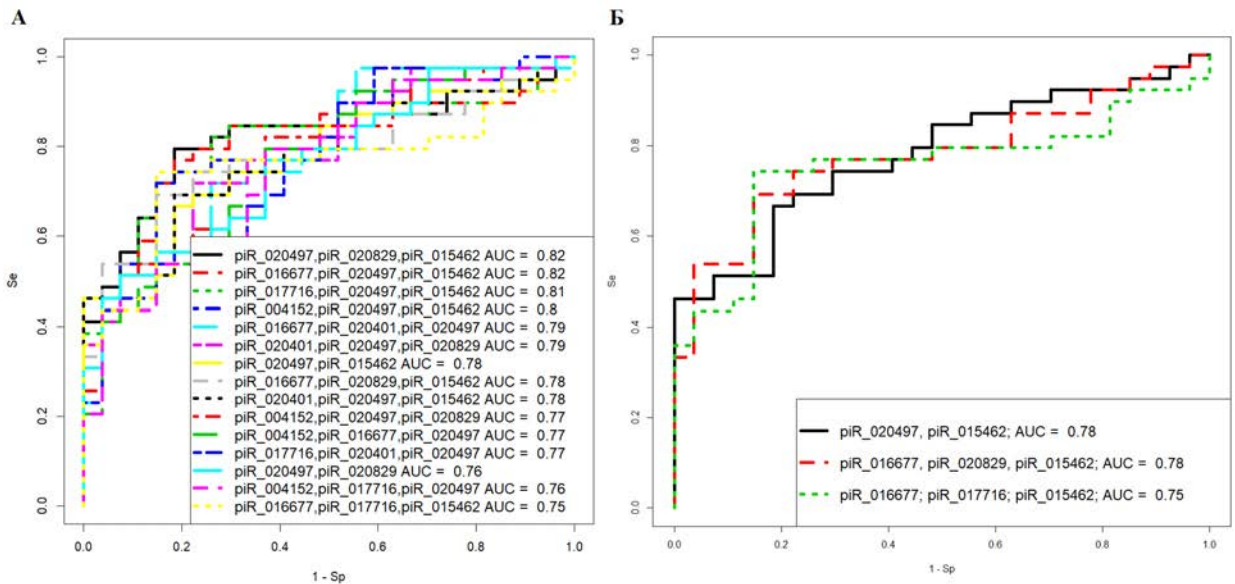 А
Se
1.0
0.8
0.6
0.4
0.2
0.0
piR_020497,piR_020829,piR_015462 AUC = 0.82
piR_016677,piR_020497,piR_015462 AUC = 0.82
piR_017716,piR_020497,piR_015462 AUC = 0.81
piR_004152,piR_020497,piR_015462 AUC = 0.8
piR_016677,piR_020401,piR_020497 AUC = 0.79
piR_020401,piR_020497,piR_020829 AUC = 0.79
piR_020497,piR_015462 AUC = 0.78
piR_016677,piR_020829,piR_015462 AUC = 0.78
piR_020401,piR_020497,piR_015462 AUC = 0.78
piR_004152,piR_020497,piR_020829 AUC = 0.77
piR_004152,piR_016677,piR_020497 AUC = 0.77
piR_017716,piR_020401,piR_020497 AUC = 0.77
piR_020497,piR_020829 AUC = 0.76
piR_004152,piR_017716,piR_020497 AUC = 0.76
piR_016677,piR_017716,piR_015462 AUC = 0.75
0.0 0.2 0.4 0.6 0.8 1.0
1 - Sp
Б
Se
1.0
0.8
0.6
0.4
0.2
0.0
piR_020497, piR_015462; AUC = 0.78
piR_016677, piR_020829, piR_015462; AUC = 0.78
piR_016677; piR_017716; piR_015462; AUC = 0.75
0.0 0.2 0.4 0.6 0.8 1.0
1 - Sp